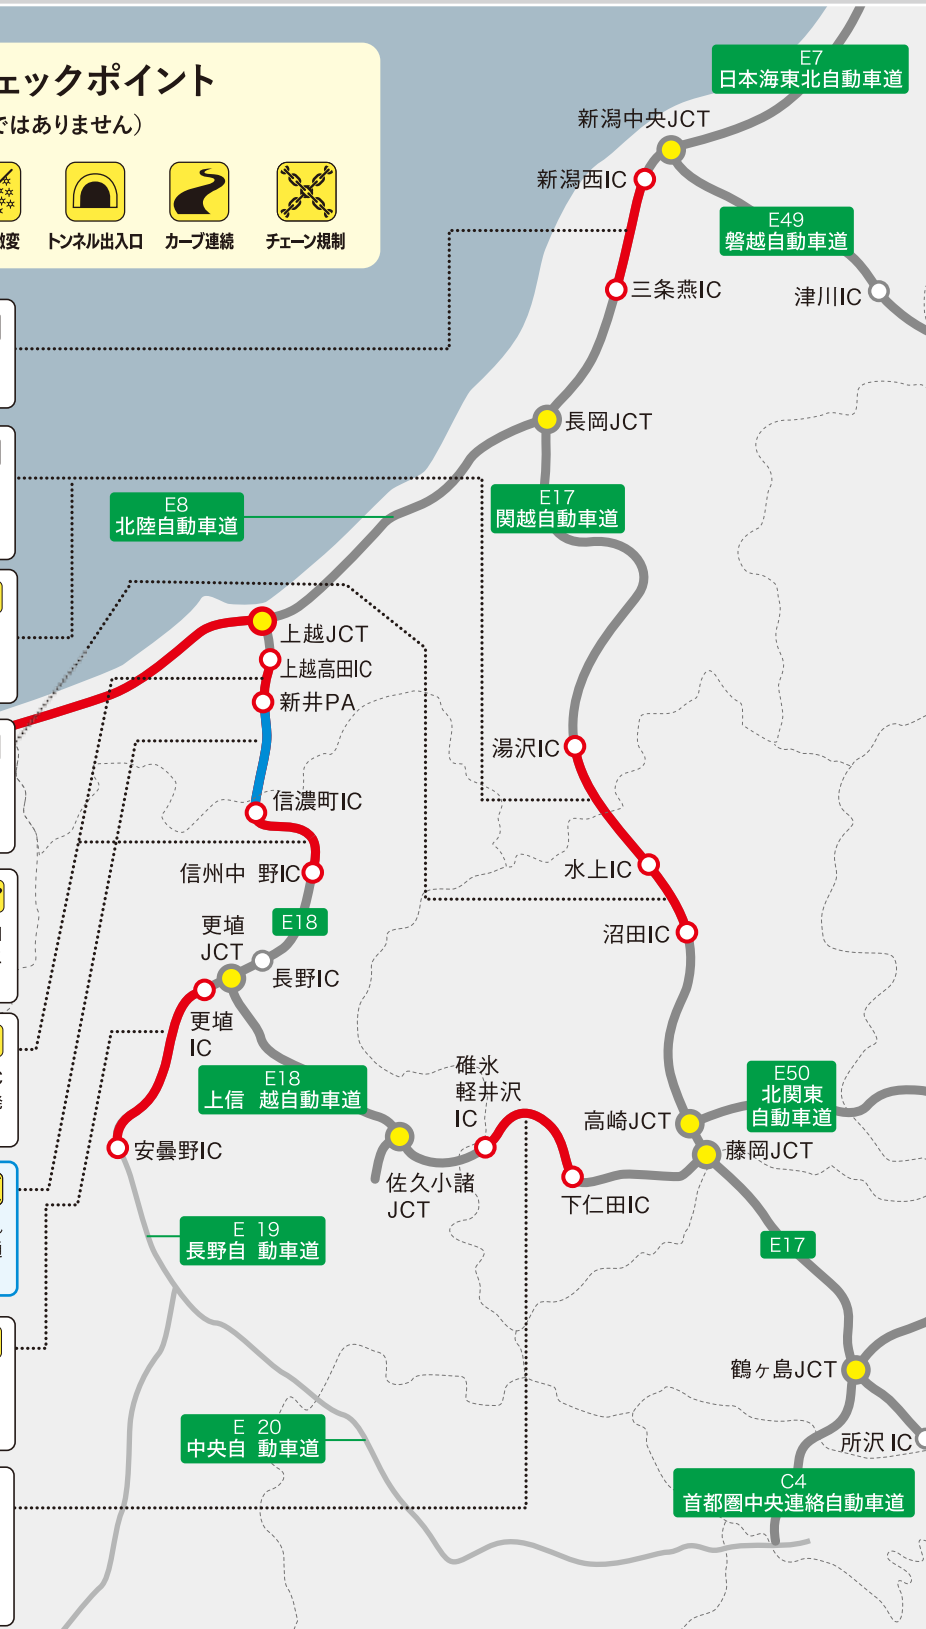 ェックポイント
ではありません）
激変
トンネル出入口
カーブ連続
チェーン規制
E7
日本海東北自動車道
新潟中央JCT
新潟西IC
E49
磐越自動車道
三条燕IC
津川IC
長岡JCT
E8
北陸自動車道
E17
関越自動車道
上越JCT
上越高田IC
新井PA
湯沢IC
信濃町IC
水上IC
信州中 野IC
E18
更埴
JCT
長野IC
沼田IC
更埴
IC
E18
上信 越自動車道
碓氷
軽井沢
IC
E50
北関東
自動車道
高崎JCT
藤岡JCT
安曇野IC
佐久小諸
JCT
下仁田IC
E 19
長野自 動車道
E17
鶴ヶ島JCT
E 20
中央自 動車道
所沢 IC
C4
首都圏中央連絡自動車道